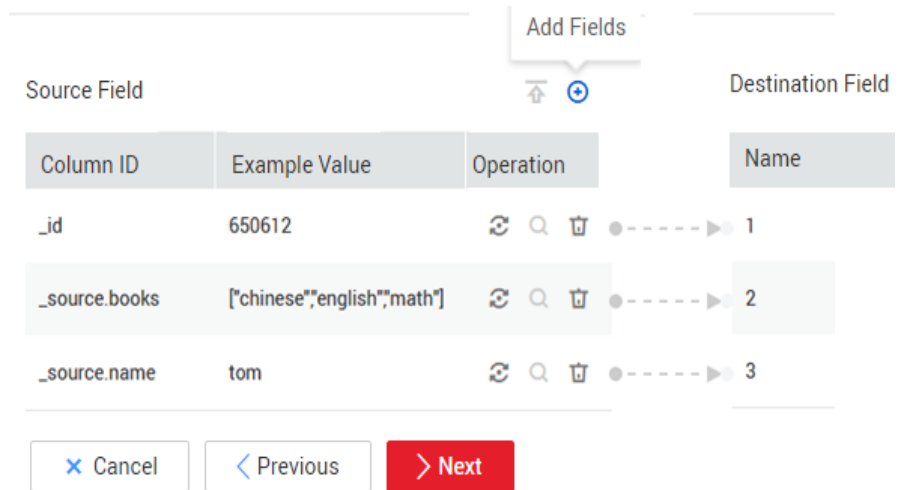 Add Fields
Source Field
Destination Field
Column ID Example Value Operation Name
_id 650612 1
_source.books ["chinese","english","math"] 2
_source.name tom 3
Cancel Previous Next